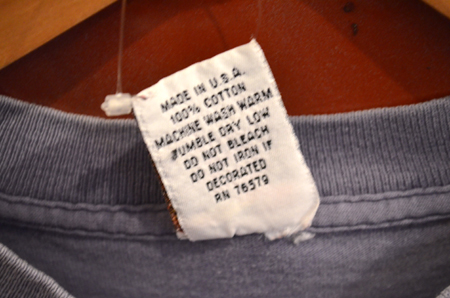 MADE IN U.S.A.
100% COTTON
MACHINE WASH WARM
TUMBLE DRY LOW
DO NOT BLEACH
DO NOT IRON IF
DECORATED
RN 76379